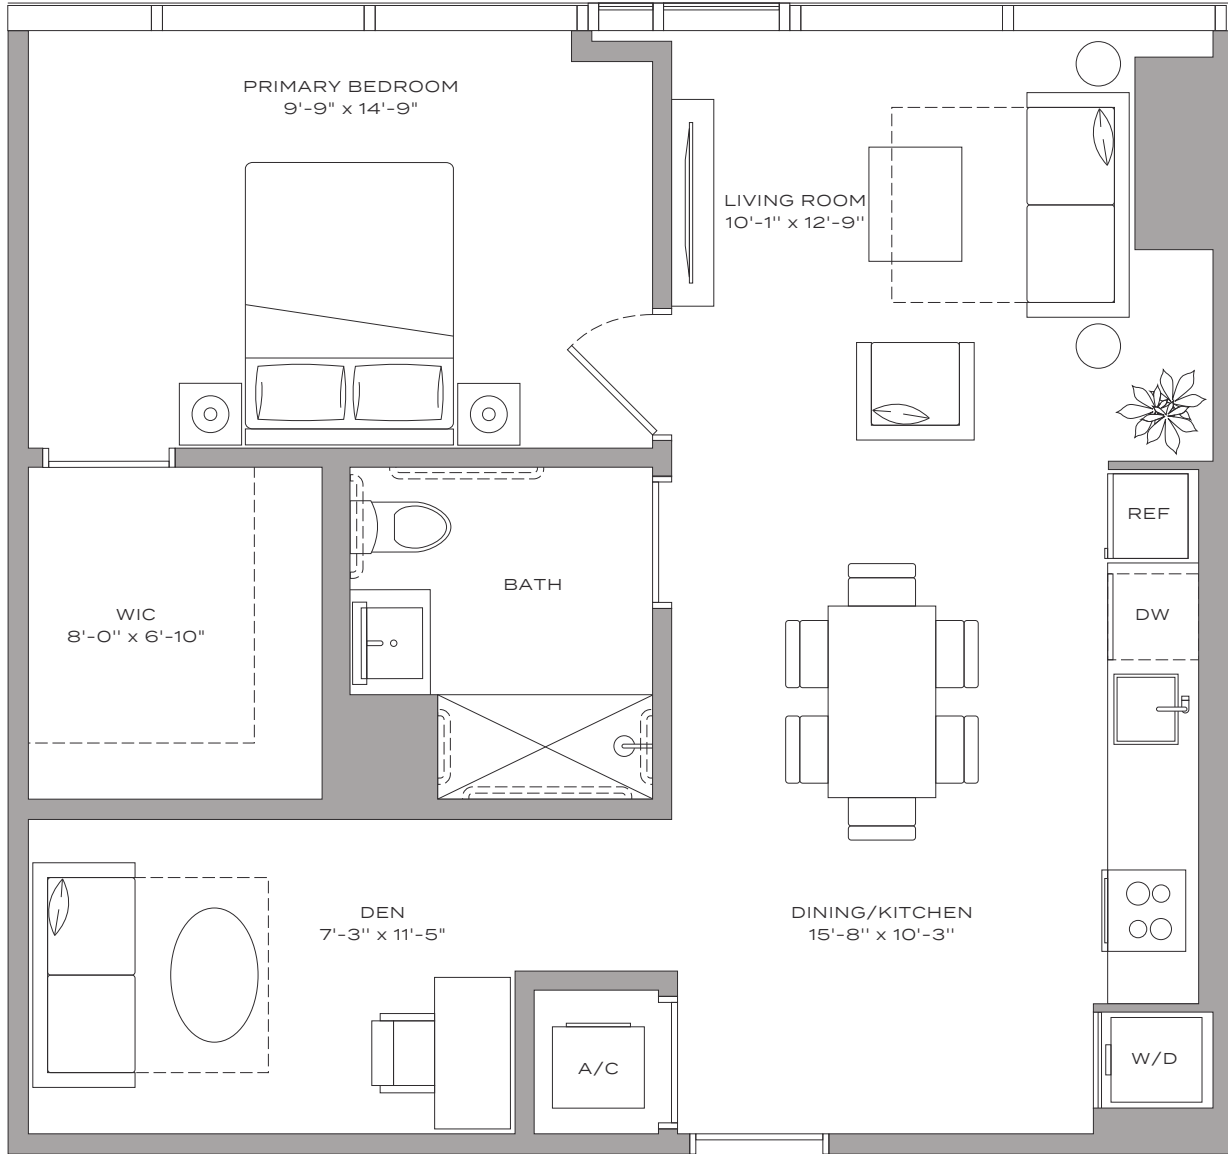 PRIMARY BEDROOM
9'-9" x 14'-9"
LIVING ROOM
10'-1'' x 12'-9''
REF
BATH
DW
WIC
8'-0'' x 6'-10"
DEN
7'-3" x 11'-5"
DINING/KITCHEN
15'-8'' x 10'-3''
A/C
W/D